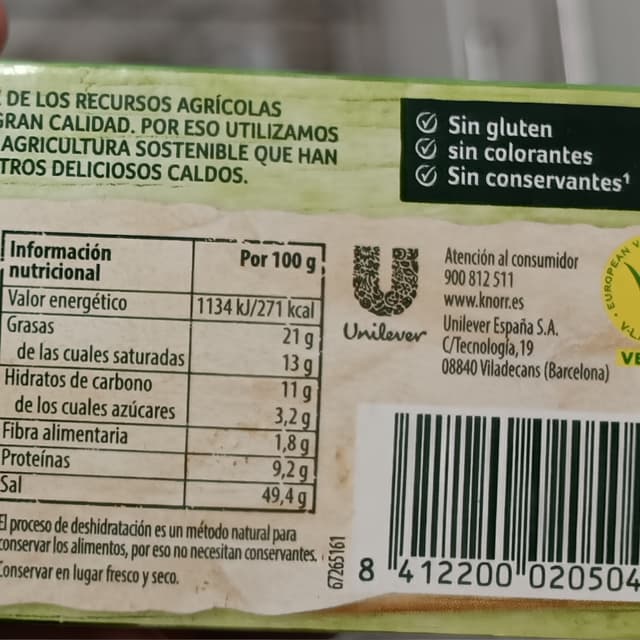 DE LOS RECURSOS AGRÍCOLAS
GRAN CALIDAD. POR ESO UTILIZAMOS
AGRICULTURA SOSTENIBLE QUE HAN
TROS DELICIOSOS CALDOS.
Sin gluten
sin colorantes
Sin conservantes¹
Información nutricional Por 100 g
Valor energético 1134 kJ/271 kcal
Grasas 21 g
de las cuales saturadas 13 g
Hidratos de carbono 11 g
de los cuales azúcares 3,2 g
Fibra alimentaria 1,8 g
Proteínas 9,2 g
Sal 49,4 g
El proceso de deshidratación es un método natural para
conservar los alimentos, por eso no necesitan conservantes.
Conservar en lugar fresco y seco.
Unilever
Atención al consumidor
900 812 511
www.knorr.es
Unilever España S.A.
C/Tecnología,19
08840 Viladecans (Barcelona)
EUROPEAN V
V-L
VE
67265161
8 412200 020504